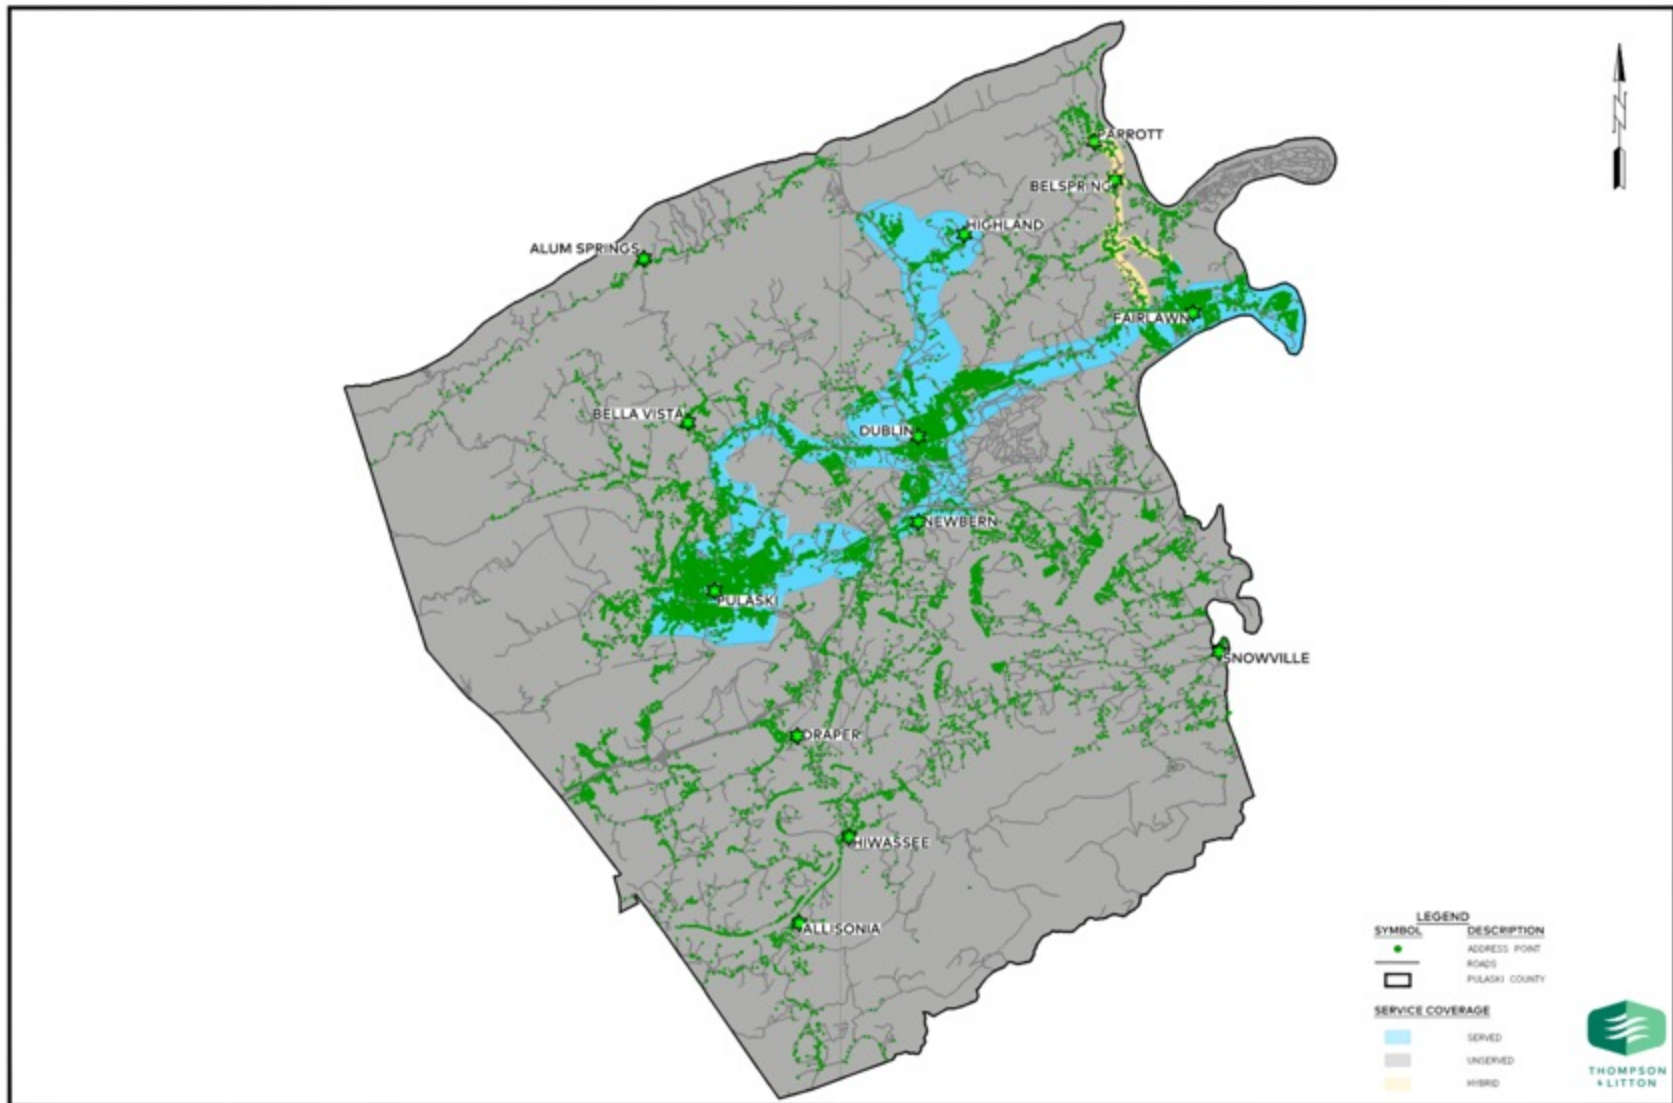 N
PARROTT
BELSPRING
HIGHLAND
ALUM SPRINGS
FAIRLAWN
BELLA VISTA
DUBLIN
NEWBERN
PULASKI
SNOWVILLE
DRAPER
HIWASSEE
ALLISONIA
LEGEND
SYMBOL DESCRIPTION
ADDRESS POINT
ROADS
PULASKI COUNTY
SERVICE COVERAGE
SERVED
UNSERVED
HYBRID
THOMPSON
& LITTON